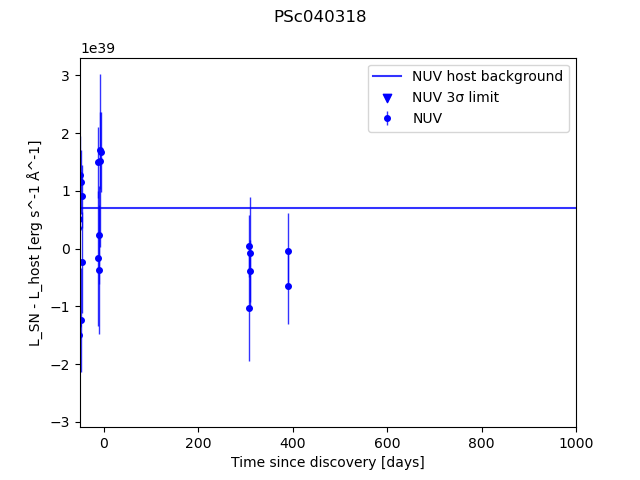 PSc040318
1e39
NUV host background
NUV 3σ limit
NUV
3
2
1
0
−1
−2
−3
L_SN - L_host [erg s^-1 Å^-1]
0 200 400 600 800 1000
Time since discovery [days]